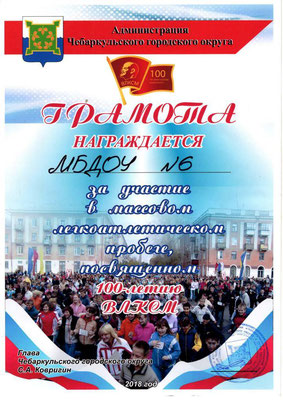 Администрация
Чебаркульского городского округа
ВЛКСМ
100
ГРАМОТА
НАГРАЖДАЕТСЯ
МБДОУ №6
за участие
в массовом
легкоатлетическом
пробеге,
посвященном
100-летию
ВЛКСМ
Глава
Чебаркульского городского округа
С.А. Ковригин
2018 год